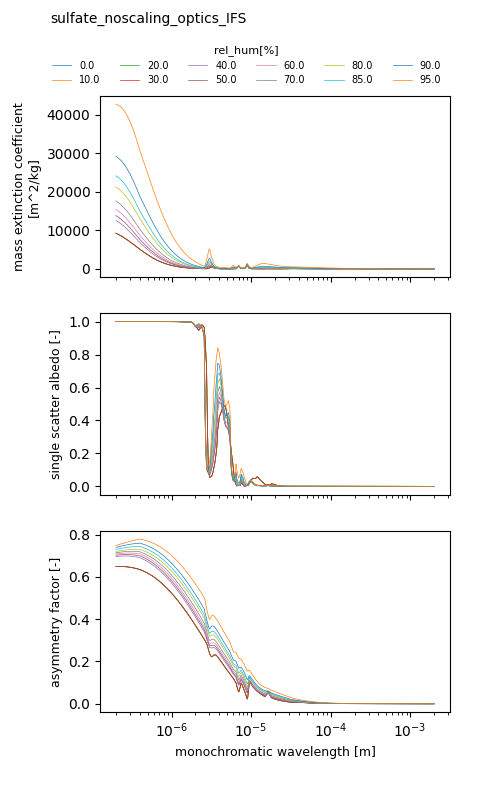 sulfate_noscaling_optics_IFS
rel_hum[%]
0.0 20.0 40.0 60.0 80.0 90.0
10.0 30.0 50.0 70.0 85.0 95.0
mass extinction coefficient
[m^2/kg]
40000
30000
20000
10000
0
single scatter albedo [-]
1.0
0.8
0.6
0.4
0.2
0.0
asymmetry factor [-]
0.8
0.6
0.4
0.2
0.0
10⁻⁶ 10⁻⁵ 10⁻⁴ 10⁻³
monochromatic wavelength [m]